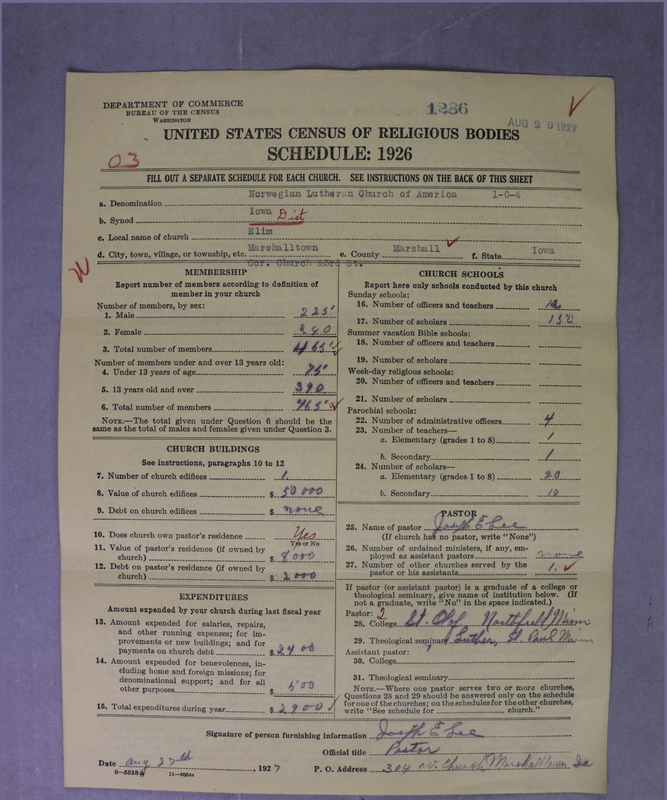 DEPARTMENT OF COMMERCE
BUREAU OF THE CENSUS
WASHINGTON
1286
AUG 29 1927
UNITED STATES CENSUS OF RELIGIOUS BODIES
SCHEDULE: 1926
03
FILL OUT A SEPARATE SCHEDULE FOR EACH CHURCH. SEE INSTRUCTIONS ON THE BACK OF THIS SHEET
a. Denomination Norwegian Lutheran Church of America 1-0-4
b. Synod Iowa Dist
c. Local name of church Elim
d. City, town, village, or township, etc. Marshalltown e. County Marshall f. State Iowa
Cor. Church &3rd St.
MEMBERSHIP
Report number of members according to definition of
member in your church
Number of members, by sex:
1. Male 225
2. Female 240
3. Total number of members 465
Number of members under and over 13 years old:
4. Under 13 years of age 75
5. 13 years old and over 390
6. Total number of members 465
NOTE.—The total given under Question 6 should be
the same as the total of males and females given under Question 3.
CHURCH BUILDINGS
See instructions, paragraphs 10 to 12
7. Number of church edifices 1.
8. Value of church edifices $ 50000
9. Debt on church edifices $ none
10. Does church own pastor's residence? Yes
Yes or No
11. Value of pastor's residence (if owned by
church) $ 8000
12. Debt on pastor's residence (if owned by
church) $ 2000
EXPENDITURES
Amount expended by your church during last fiscal year
13. Amount expended for salaries, repairs,
and other running expenses; for im-
provements or new buildings; and for
payments on church debt $ 2400
14. Amount expended for benevolences, in-
cluding home and foreign missions; for
denominational support; and for all
other purposes $ 500
15. Total expenditures during year $ 2900
CHURCH SCHOOLS
Report here only schools conducted by this church
Sunday schools:
16. Number of officers and teachers
17. Number of scholars 130
Summer vacation Bible schools:
18. Number of officers and teachers
19. Number of scholars
Week-day religious schools:
20. Number of officers and teachers
21. Number of scholars
Parochial schools:
22. Number of administrative officers 4
23. Number of teachers—
a. Elementary (grades 1 to 8) 1
b. Secondary 1
24. Number of scholars—
a. Elementary (grades 1 to 8) 20
b. Secondary 10
PASTOR
25. Name of pastor Joseph E Lee
(If church has no pastor, write "None")
26. Number of ordained ministers, if any, em-
ployed as assistant pastors none
27. Number of other churches served by the
pastor or his assistants 1.
If pastor (or assistant pastor) is a graduate of a college or
theological seminary, give name of institution below. (If
not a graduate, write "No" in the space indicated.)
Pastor: 2
28. College St. Olaf Northfield Minn
29. Theological seminary Luther, St. Paul Minn
Assistant pastor:
30. College
31. Theological seminary
NOTE.—Where one pastor serves two or more churches,
Questions 28 and 29 should be answered only on the schedule
for one of the churches; on the schedules for the other churches,
write "See schedule for church."
Signature of person furnishing information Joseph E Lee
Official title Pastor
Date Aug 27th, 1927 P. O. Address 304 No. Church, Marshalltown Ia